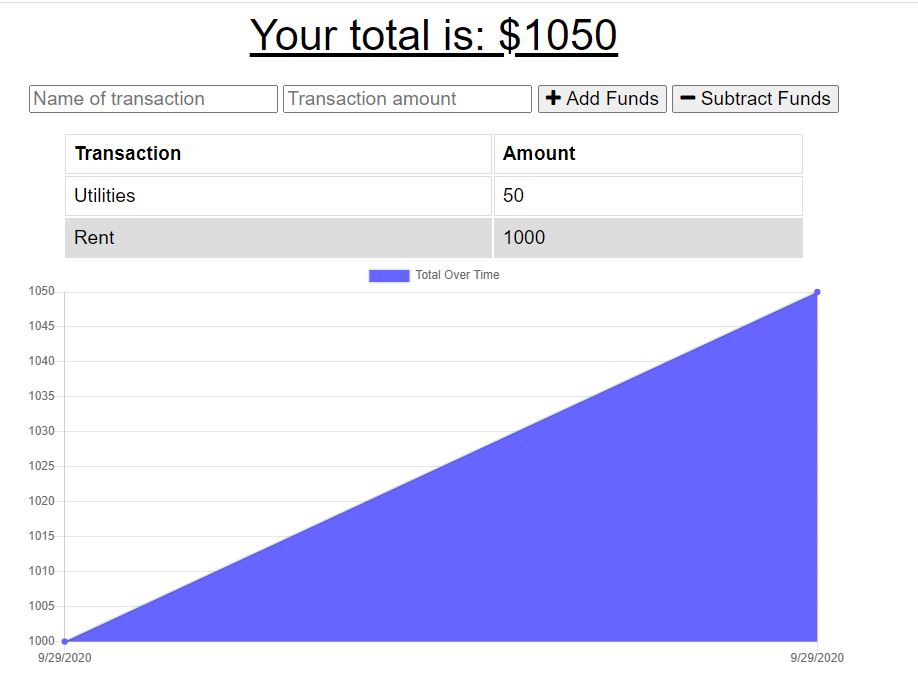 Your total is: $1050
Name of transaction Transaction amount + Add Funds − Subtract Funds
Transaction Amount
Utilities 50
Rent 1000
Total Over Time
1050
1045
1040
1035
1030
1025
1020
1015
1010
1005
1000
9/29/2020 9/29/2020